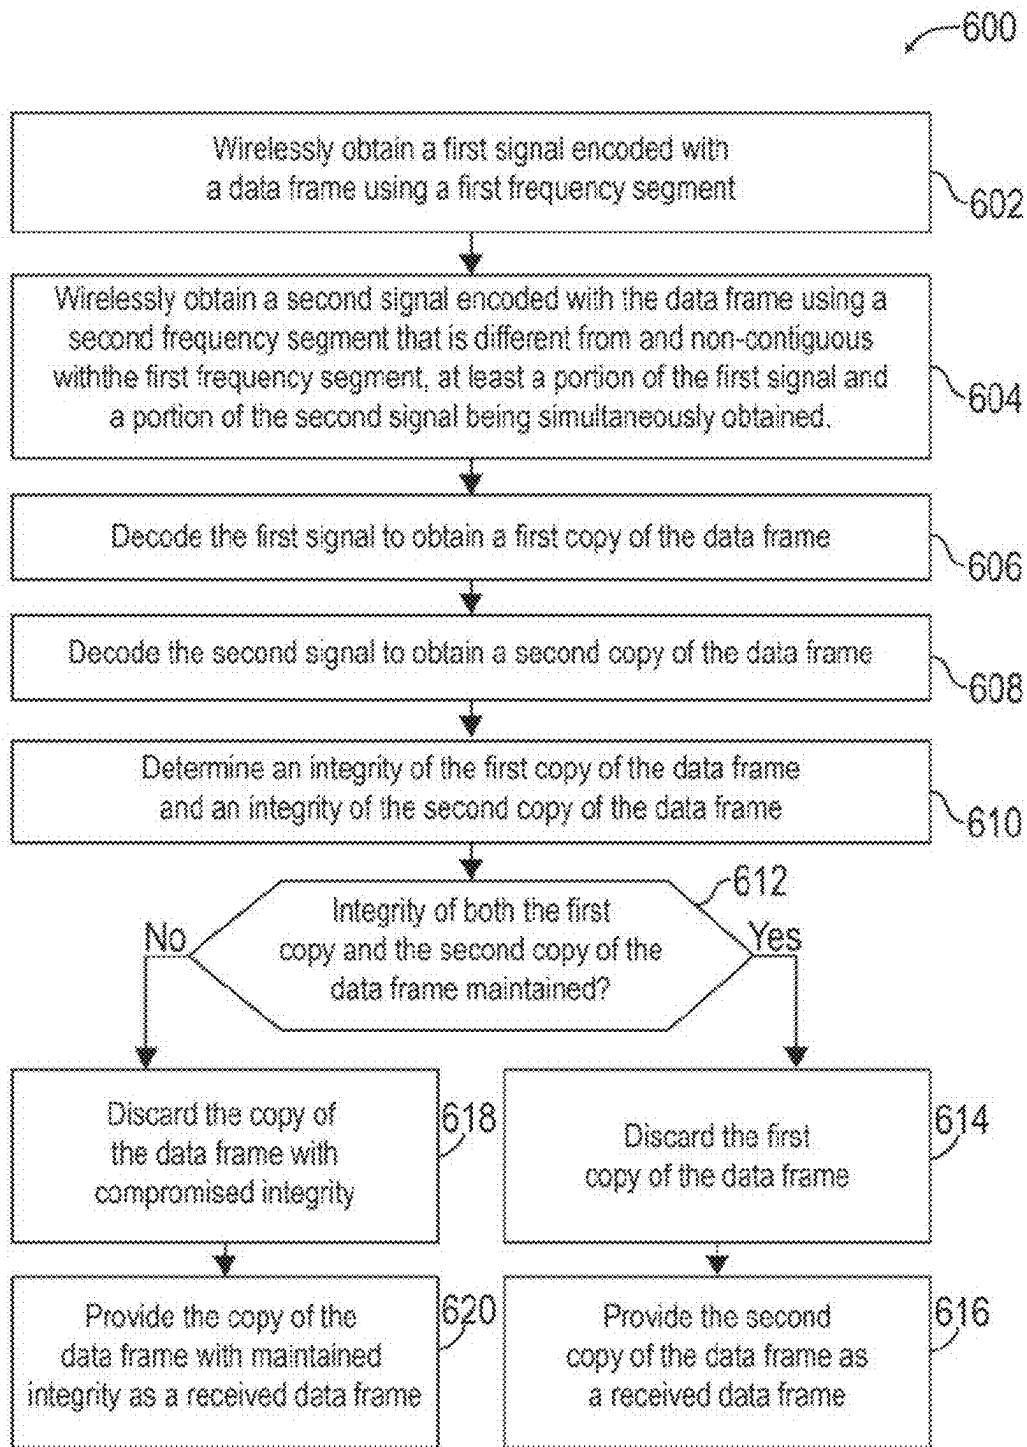 600
Wirelessly obtain a first signal encoded with
a data frame using a first frequency segment
602
Wirelessly obtain a second signal encoded with the data frame using a
second frequency segment that is different from and non-contiguous
withthe first frequency segment, at least a portion of the first signal and
a portion of the second signal being simultaneously obtained.
604
Decode the first signal to obtain a first copy of the data frame
606
Decode the second signal to obtain a second copy of the data frame
608
Determine an integrity of the first copy of the data frame
and an integrity of the second copy of the data frame
610
612
Integrity of both the first
copy and the second copy of the
data frame maintained?
No
Yes
Discard the copy of
the data frame with
compromised integrity
618
Discard the first
copy of the data frame
614
Provide the copy of the
data frame with maintained
integrity as a received data frame
620
Provide the second
copy of the data frame as
a received data frame
616